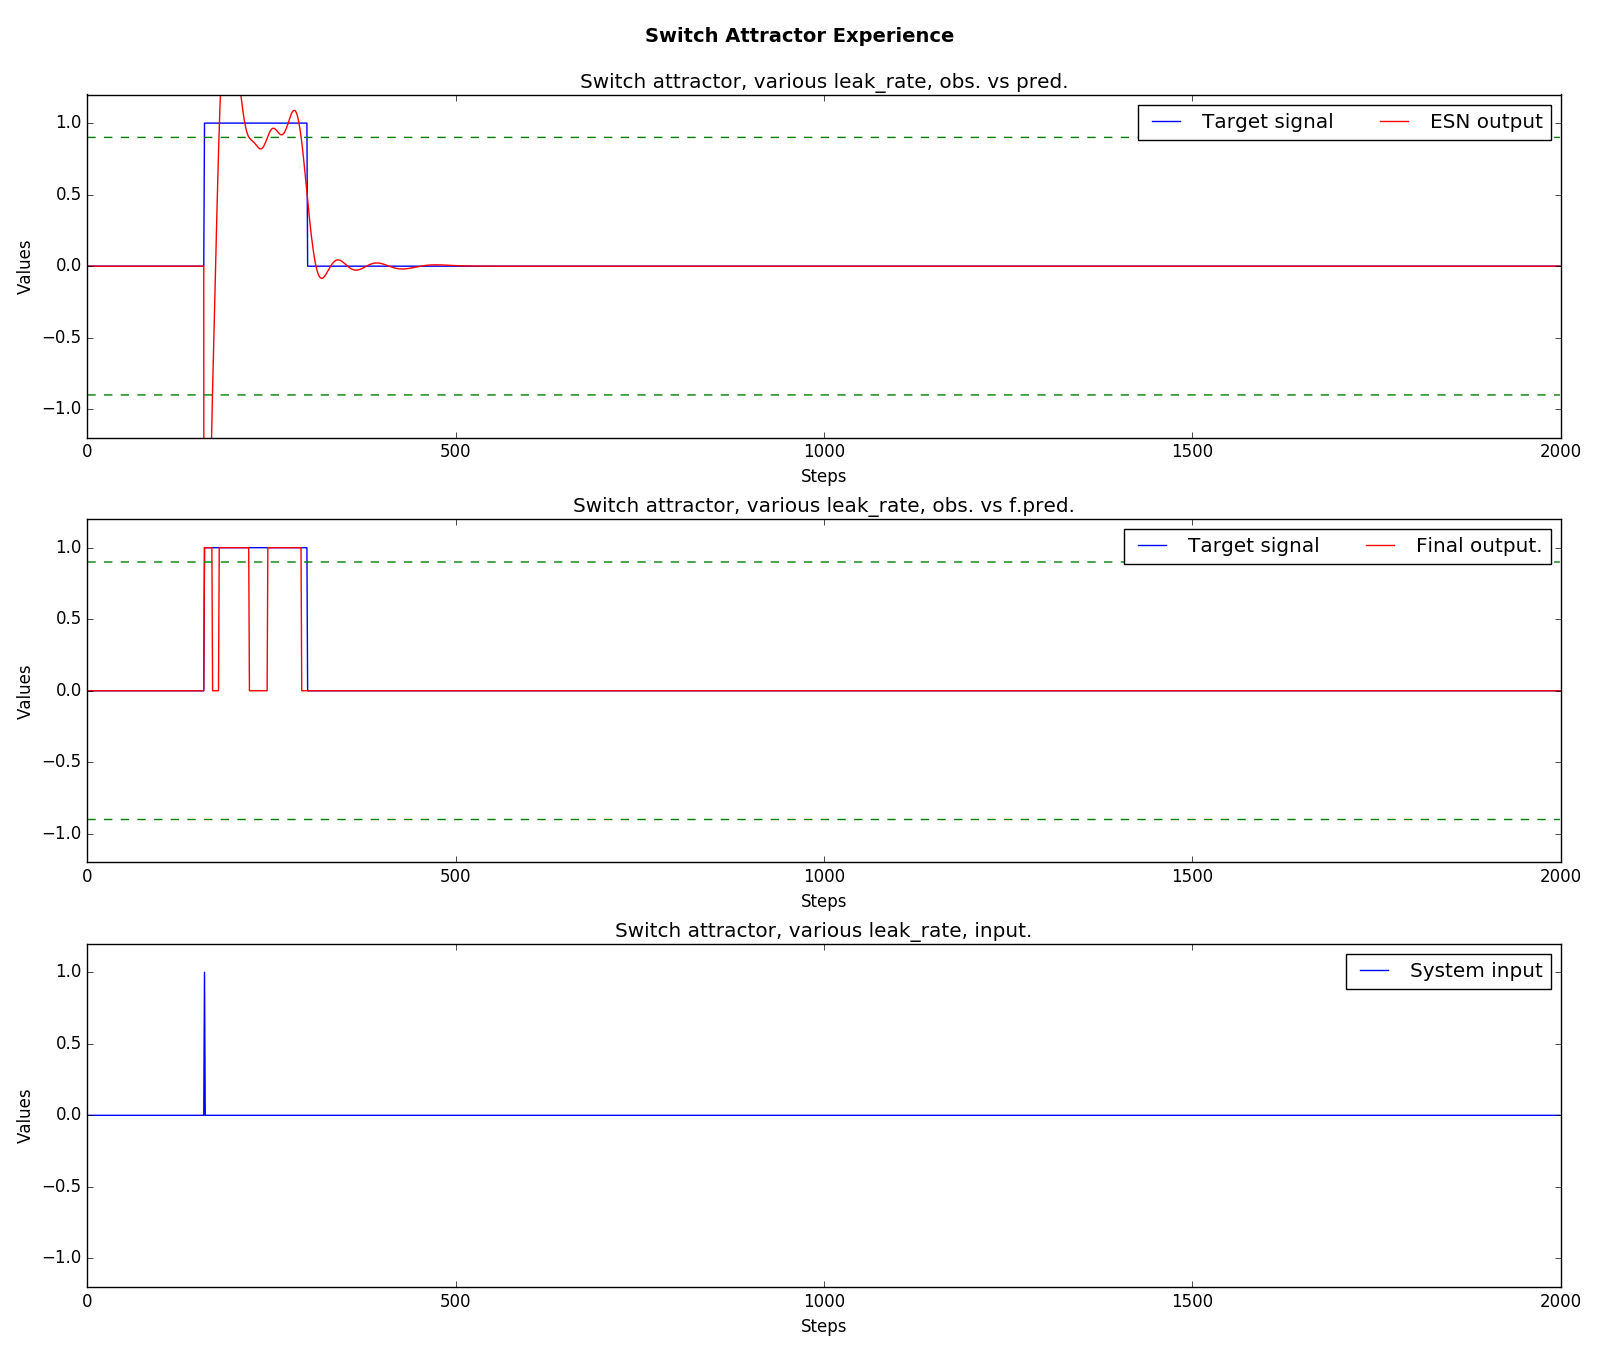 Switch Attractor Experience
Switch attractor, various leak_rate, obs. vs pred.
Target signal ESN output
1.0
0.5
0.0
−0.5
−1.0
Values
0 500 1000 1500 2000
Steps
Switch attractor, various leak_rate, obs. vs f.pred.
Target signal Final output.
1.0
0.5
0.0
−0.5
−1.0
Values
0 500 1000 1500 2000
Steps
Switch attractor, various leak_rate, input.
System input
1.0
0.5
0.0
−0.5
−1.0
Values
0 500 1000 1500 2000
Steps